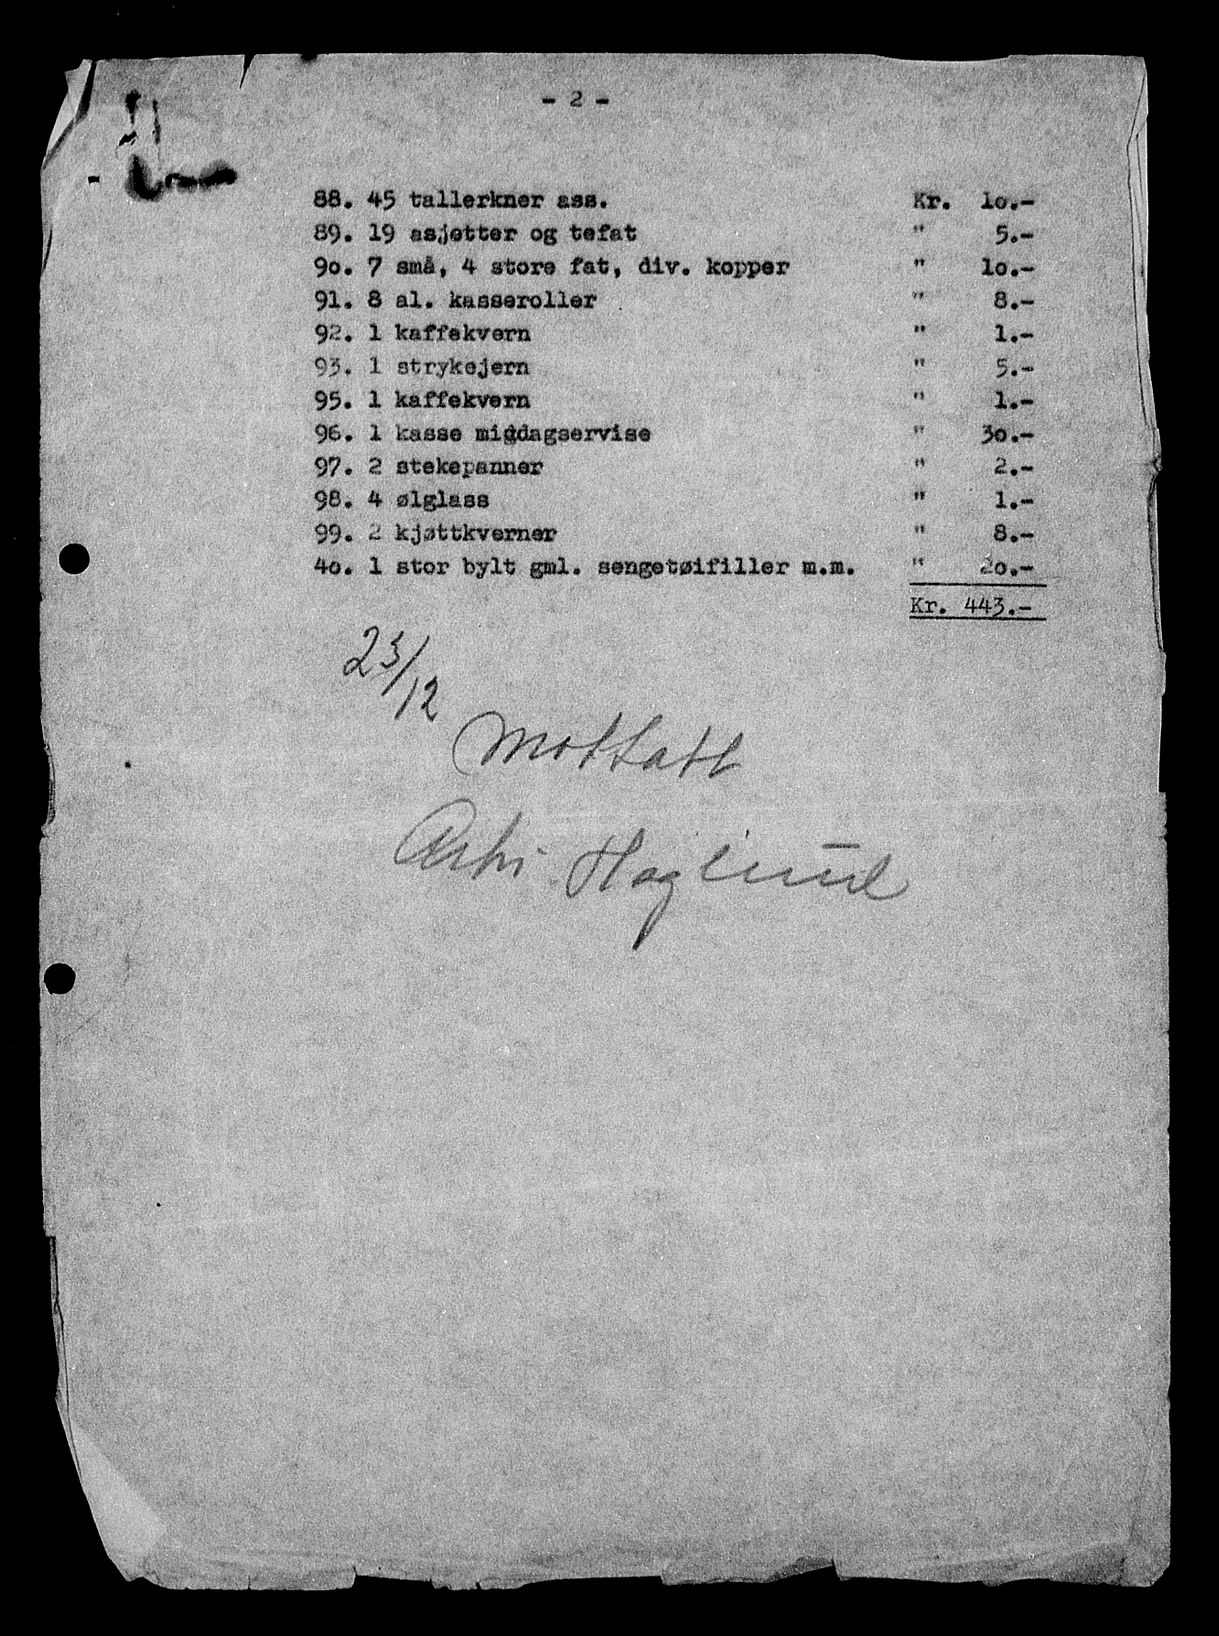 - 2 -
88. 45 tallerkner ass. Kr. lo.-
89. 19 asjetter og tefat " 5.-
9o. 7 små, 4 store fat, div. kopper " lo.-
91. 8 al. kasseroller " 8.-
92. 1 kaffekvern " 1.-
93. 1 strykejern " 5.-
95. 1 kaffekvern " 1.-
96. 1 kasse middagservise " 3o.-
97. 2 stekepanner " 2.-
98. 4 ølglass " 1.-
99. 2 kjøttkverner " 8.-
4o. 1 stor bylt gml. sengetøifiller m.m. " 2o.-
Kr. 443.-
23/12
Mottatt
Haglund